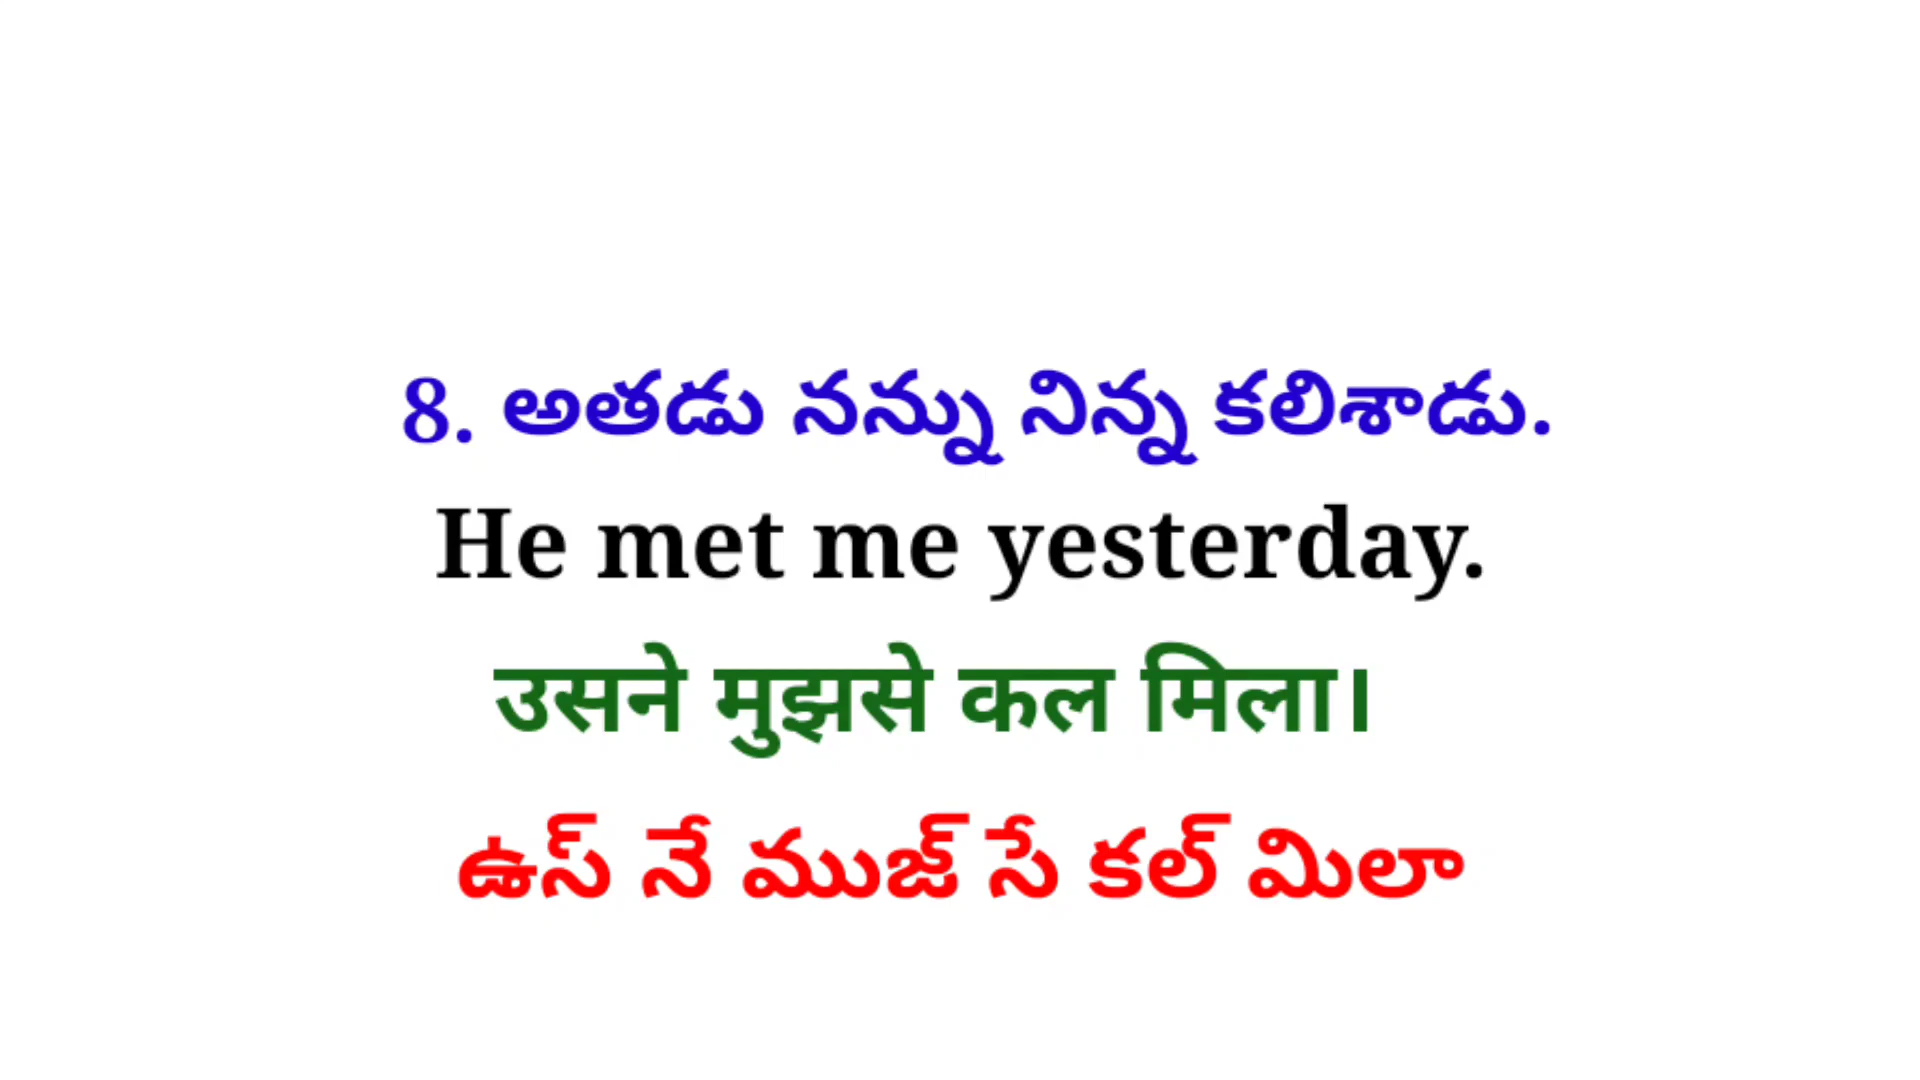 8. అతడు నన్ను నిన్న కలిశాడు.
He met me yesterday.
उसने मुझसे कल मिला।
ఉస్ నే ముజ్ సే కల్ మిలా